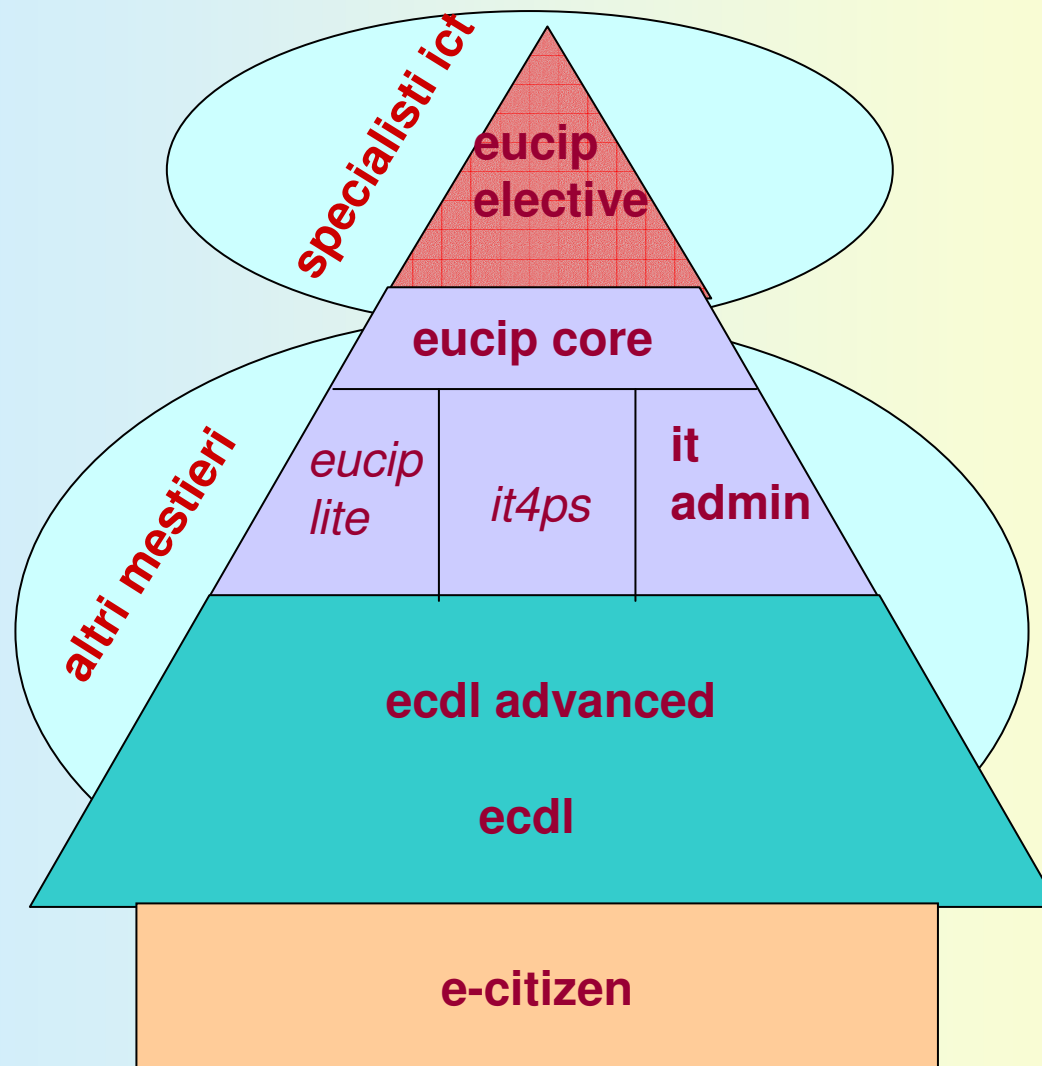 specialisti ict
eucip
elective
eucip core
altri mestieri
eucip
lite
it4ps
it
admin
ecdl advanced
ecdl
e-citizen